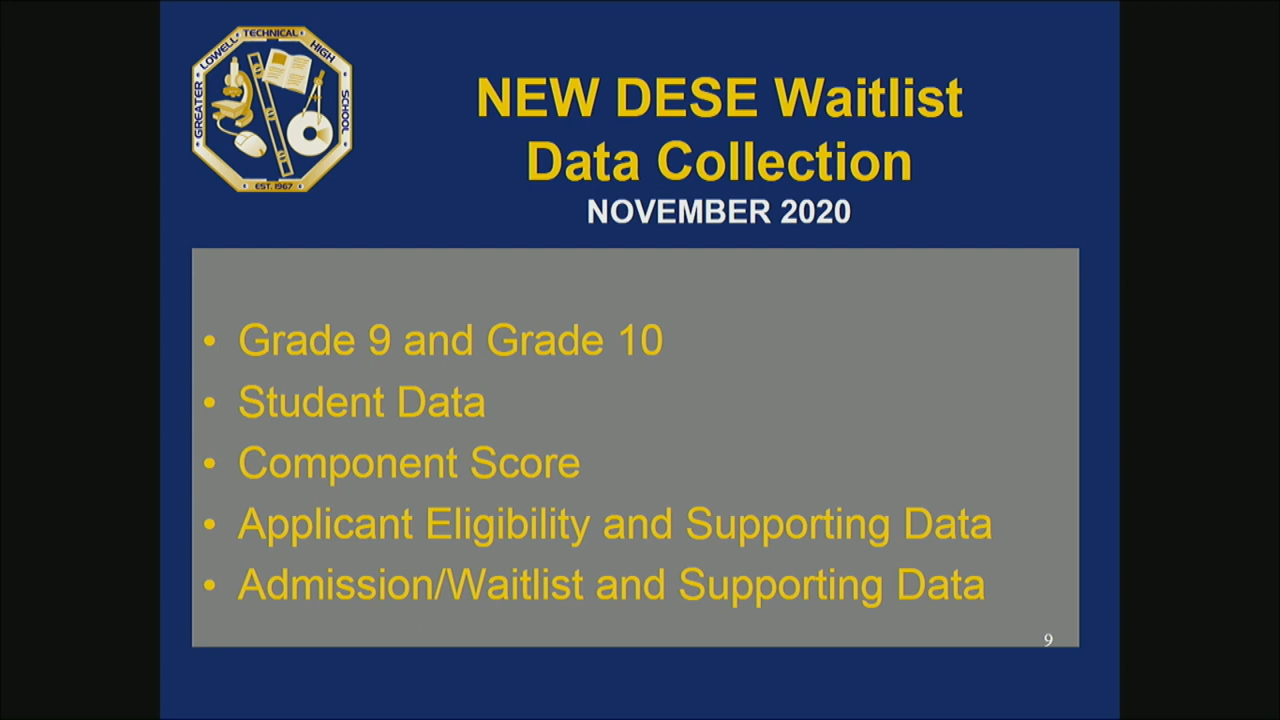 GREATER LOWELL TECHNICAL HIGH SCHOOL
EST. 1967
NEW DESE Waitlist
Data Collection
NOVEMBER 2020
• Grade 9 and Grade 10
• Student Data
• Component Score
• Applicant Eligibility and Supporting Data
• Admission/Waitlist and Supporting Data
9